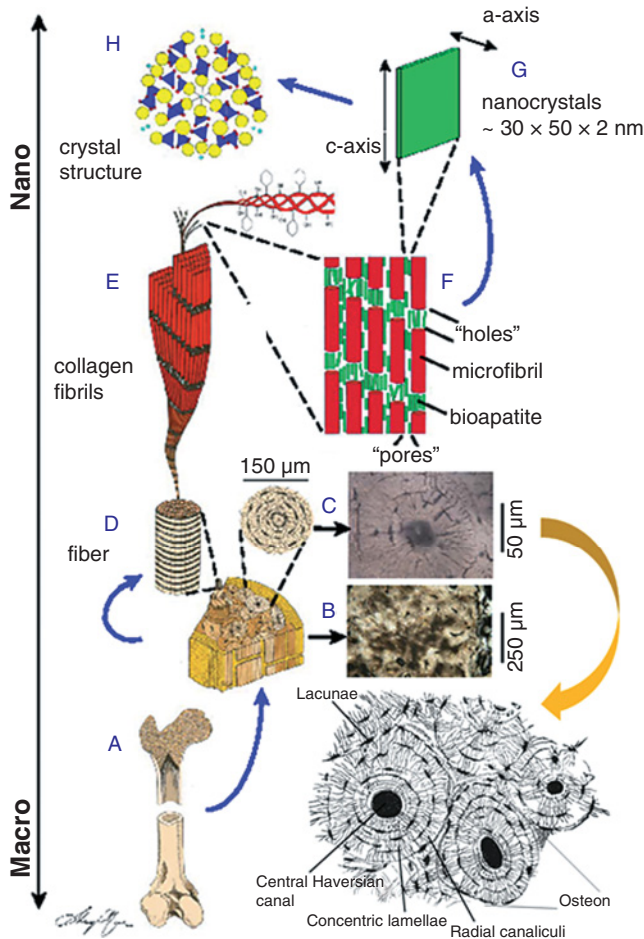 a-axis
H
G
nanocrystals
~ 30 × 50 × 2 nm
c-axis
crystal
structure
Nano
E
F
"holes"
collagen
fibrils
microfibril
bioapatite
"pores"
150 µm
D
C
fiber
50 µm
B
250 µm
Lacunae
A
Macro
Central Haversian
canal
Concentric lamellae
Radial canaliculi
Osteon